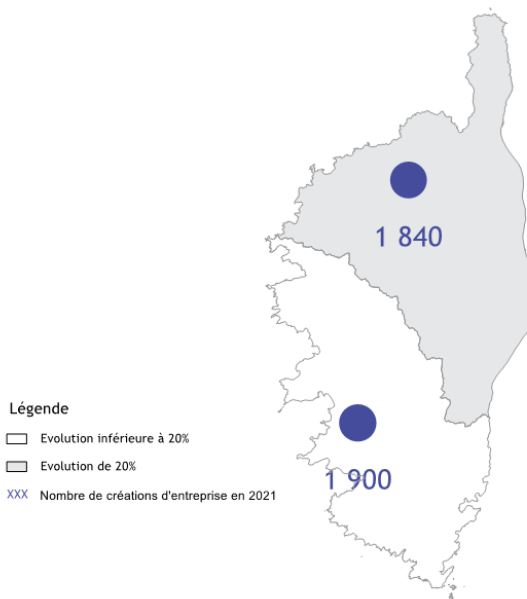 1 840
1 900
Légende
Evolution inférieure à 20%
Evolution de 20%
XXX Nombre de créations d'entreprise en 2021